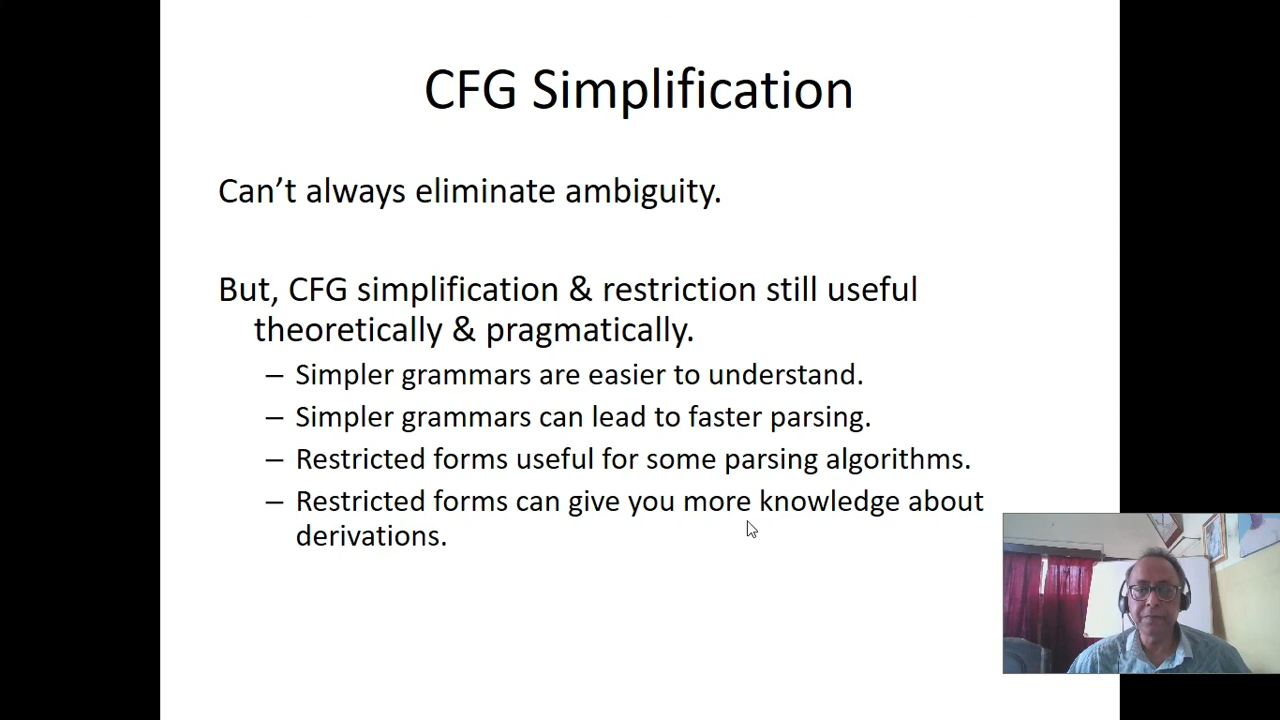 CFG Simplification
Can’t always eliminate ambiguity.
But, CFG simplification & restriction still useful
theoretically & pragmatically.
– Simpler grammars are easier to understand.
– Simpler grammars can lead to faster parsing.
– Restricted forms useful for some parsing algorithms.
– Restricted forms can give you more knowledge about
derivations.